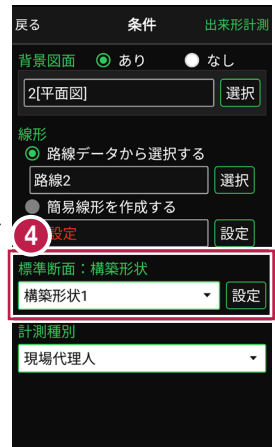 戻る 条件 出来形計測
背景図面 あり なし
2[平面図] 選択
線形
路線データから選択する
路線2 選択
簡易線形を作成する
4 設定 設定
標準断面：構築形状
構築形状1 設定
計測種別
現場代理人